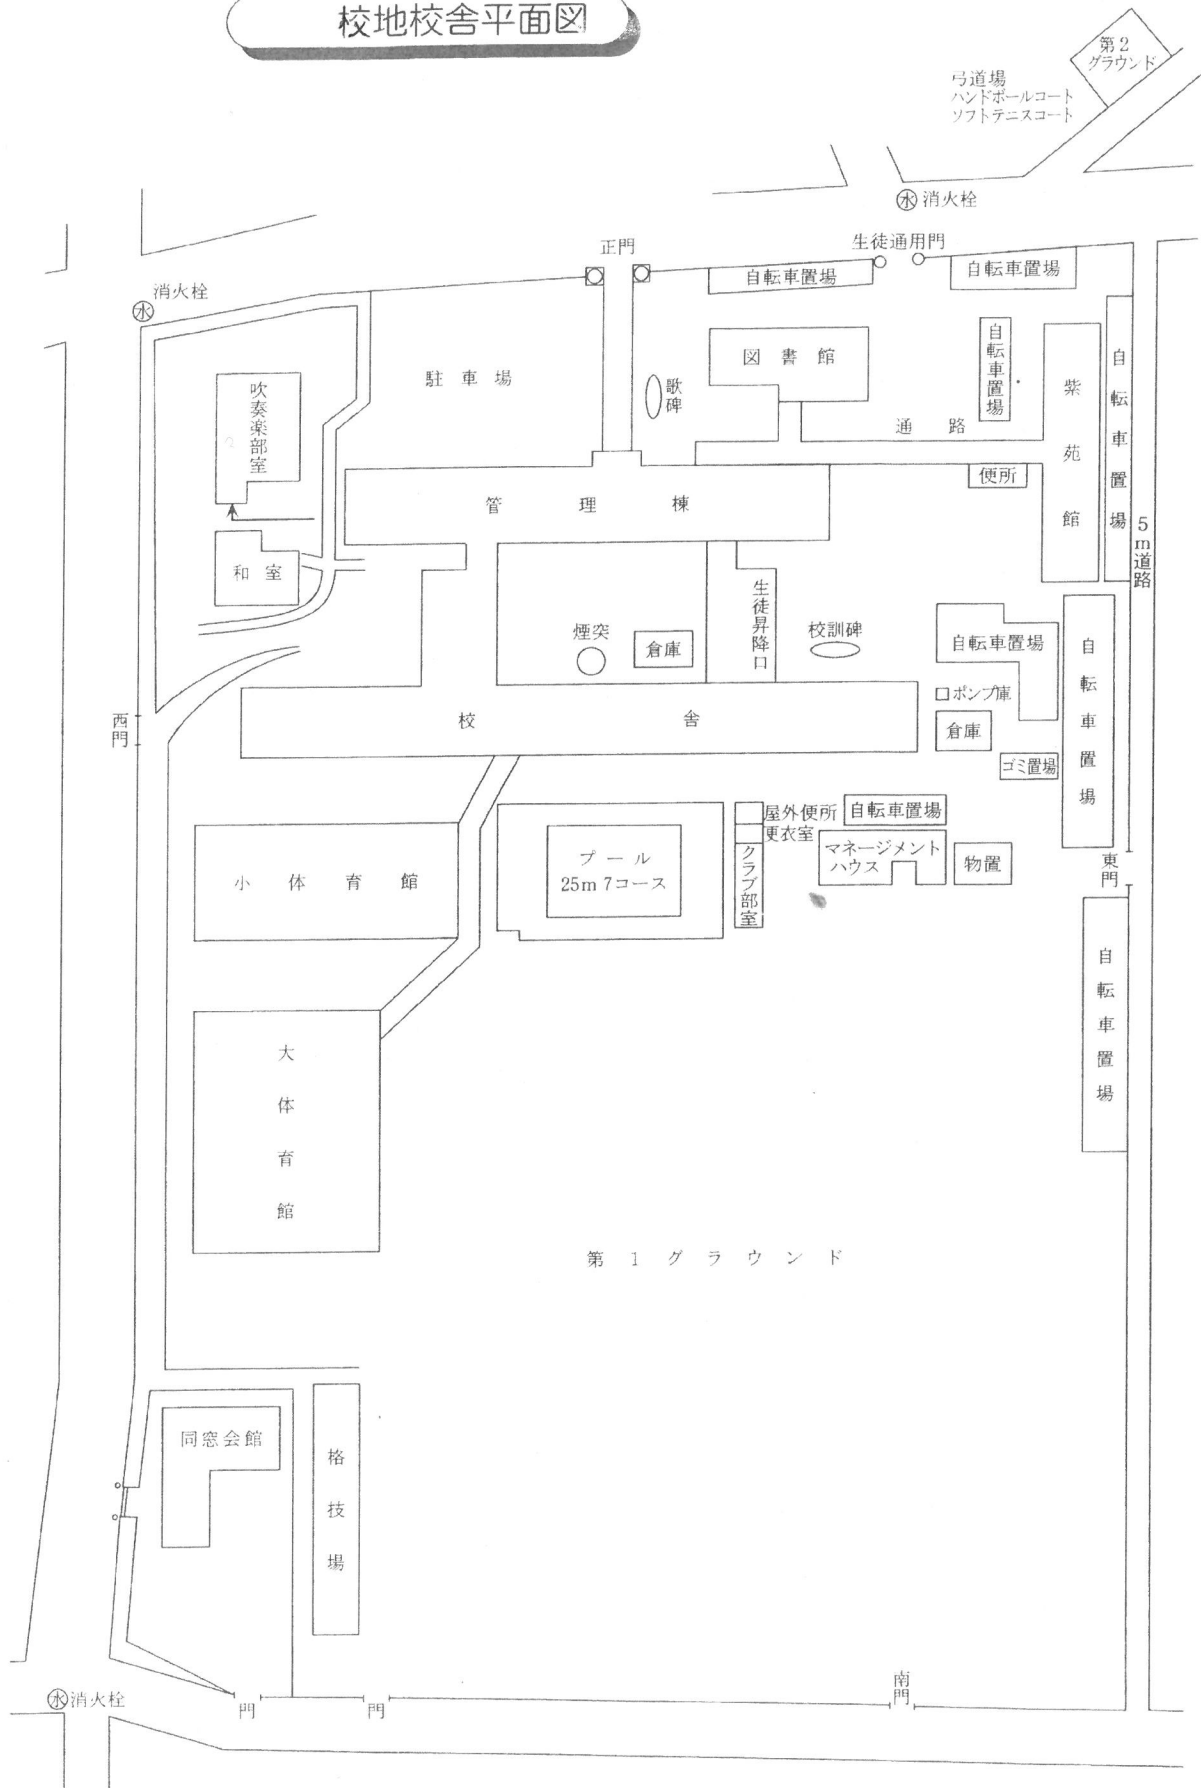 校地校舎平面図
第2
グラウンド
弓道場
ハンドボールコート
ソフトテニスコート
水 消火栓
生徒通用門
正門
自転車置場
自転車置場
水 消火栓
図書館
自転車置場
紫苑館
自転車置場
駐車場
歌碑
吹奏楽部室
通路
便所
管理棟
5m道路
和室
生徒昇降口
煙突
倉庫
校訓碑
自転車置場
自転車置場
ポンプ庫
倉庫
校舎
西門
ゴミ置場
屋外便所
更衣室
クラブ部室
自転車置場
マネージメント
ハウス
物置
東門
プール
25m 7コース
小体育館
自転車置場
大体育館
第1グラウンド
同窓会館
格技場
水 消火栓
門
門
南門